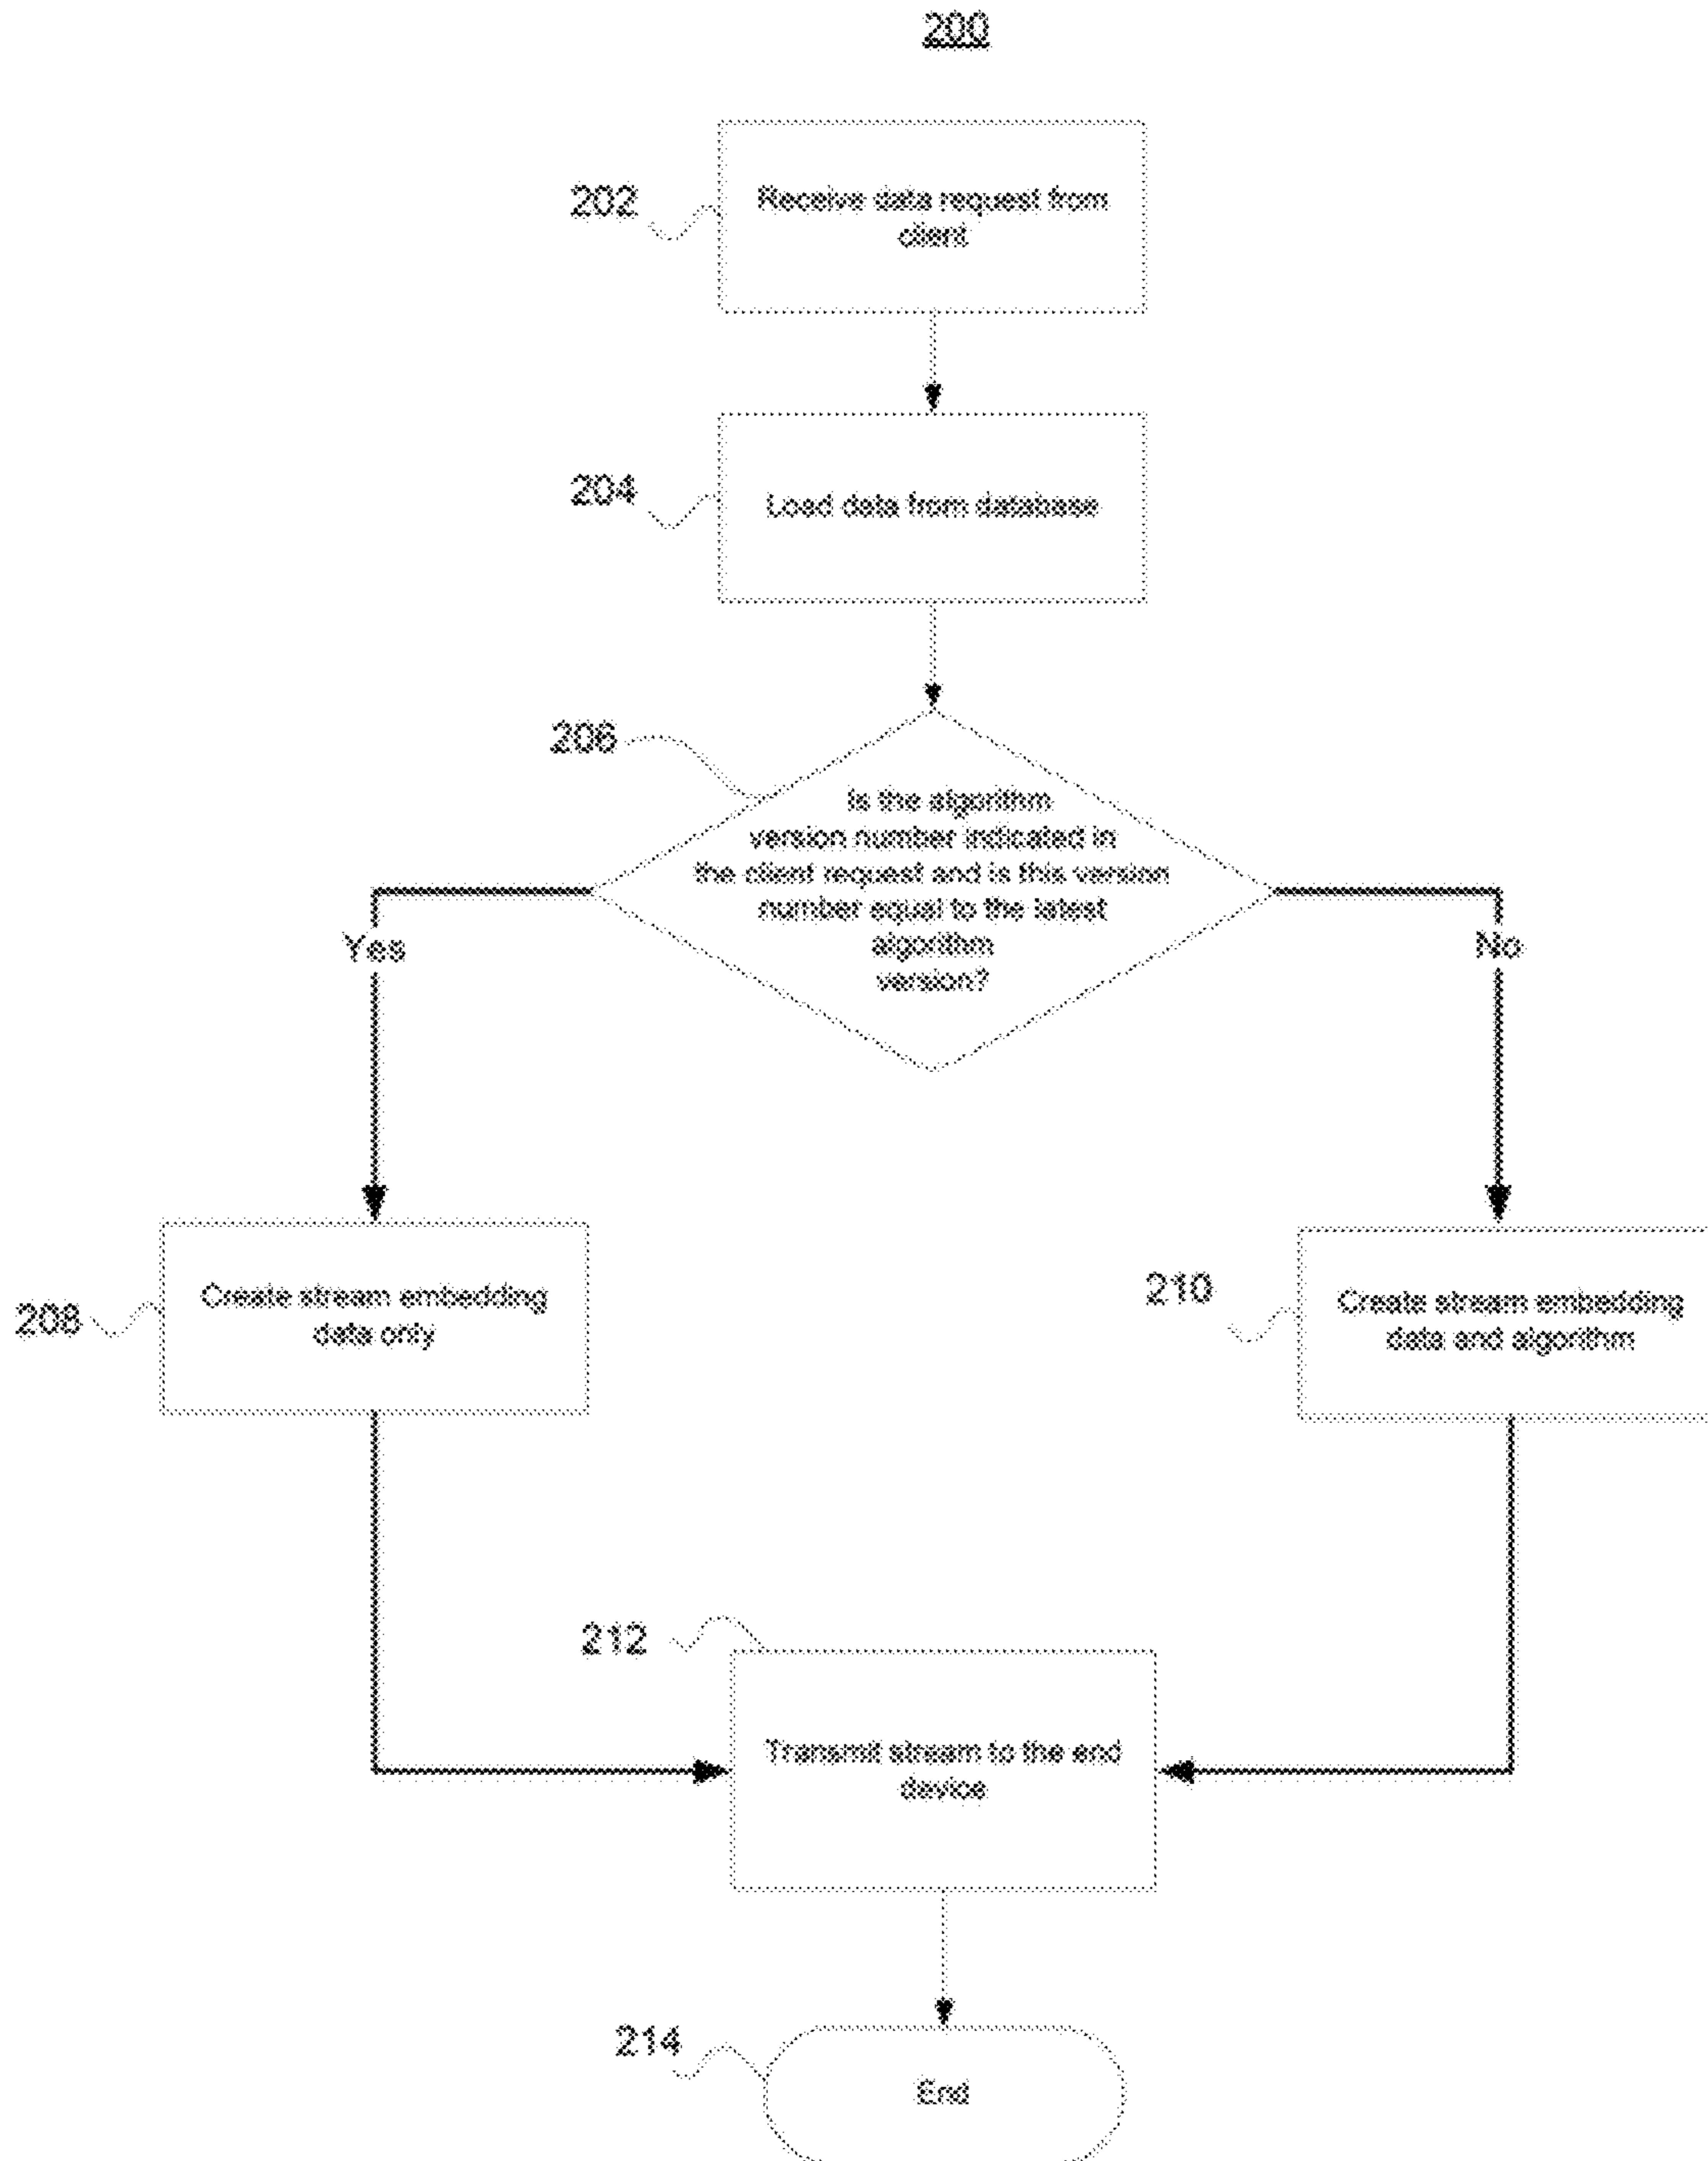 200
202
Receive data request from
client
204
Load data from database
206
Is the algorithm
version number indicated in
the client request and is this version
number equal to the latest
algorithm
version?
Yes
No
208
Create stream embedding
data only
210
Create stream embedding
data and algorithm
212
Transmit stream to the end
device
214
End